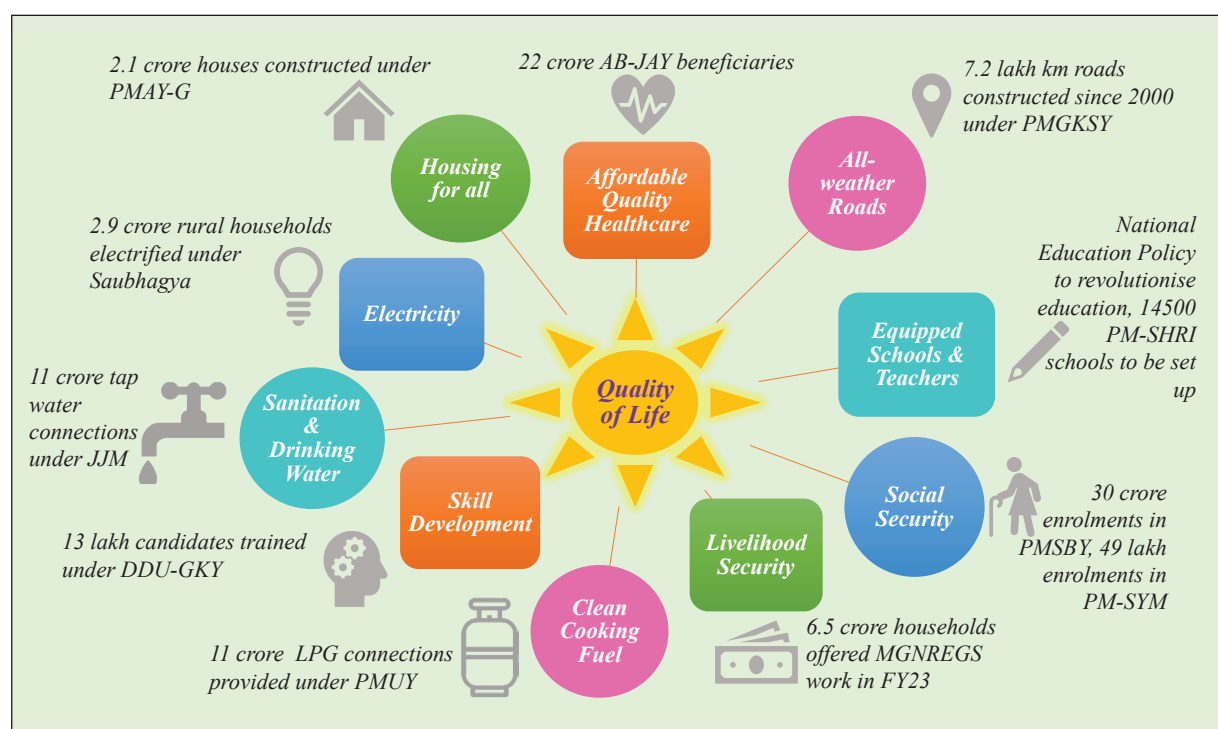 2.1 crore houses constructed under
PMAY-G
22 crore AB-JAY beneficiaries
7.2 lakh km roads
constructed since 2000
under PMGKSY
Housing
for all
Affordable
Quality
Healthcare
All-
weather
Roads
2.9 crore rural households
electrified under
Saubhagya
Electricity
National
Education Policy
to revolutionise
education, 14500
PM-SHRI
schools to be set
up
Equipped
Schools &
Teachers
Quality
of Life
11 crore tap
water
connections
under JJM
Sanitation
&
Drinking
Water
Skill
Development
Social
Security
30 crore
enrolments in
PMSBY, 49 lakh
enrolments in
PM-SYM
13 lakh candidates trained
under DDU-GKY
Livelihood
Security
Clean
Cooking
Fuel
11 crore LPG connections
provided under PMUY
6.5 crore households
offered MGNREGS
work in FY23